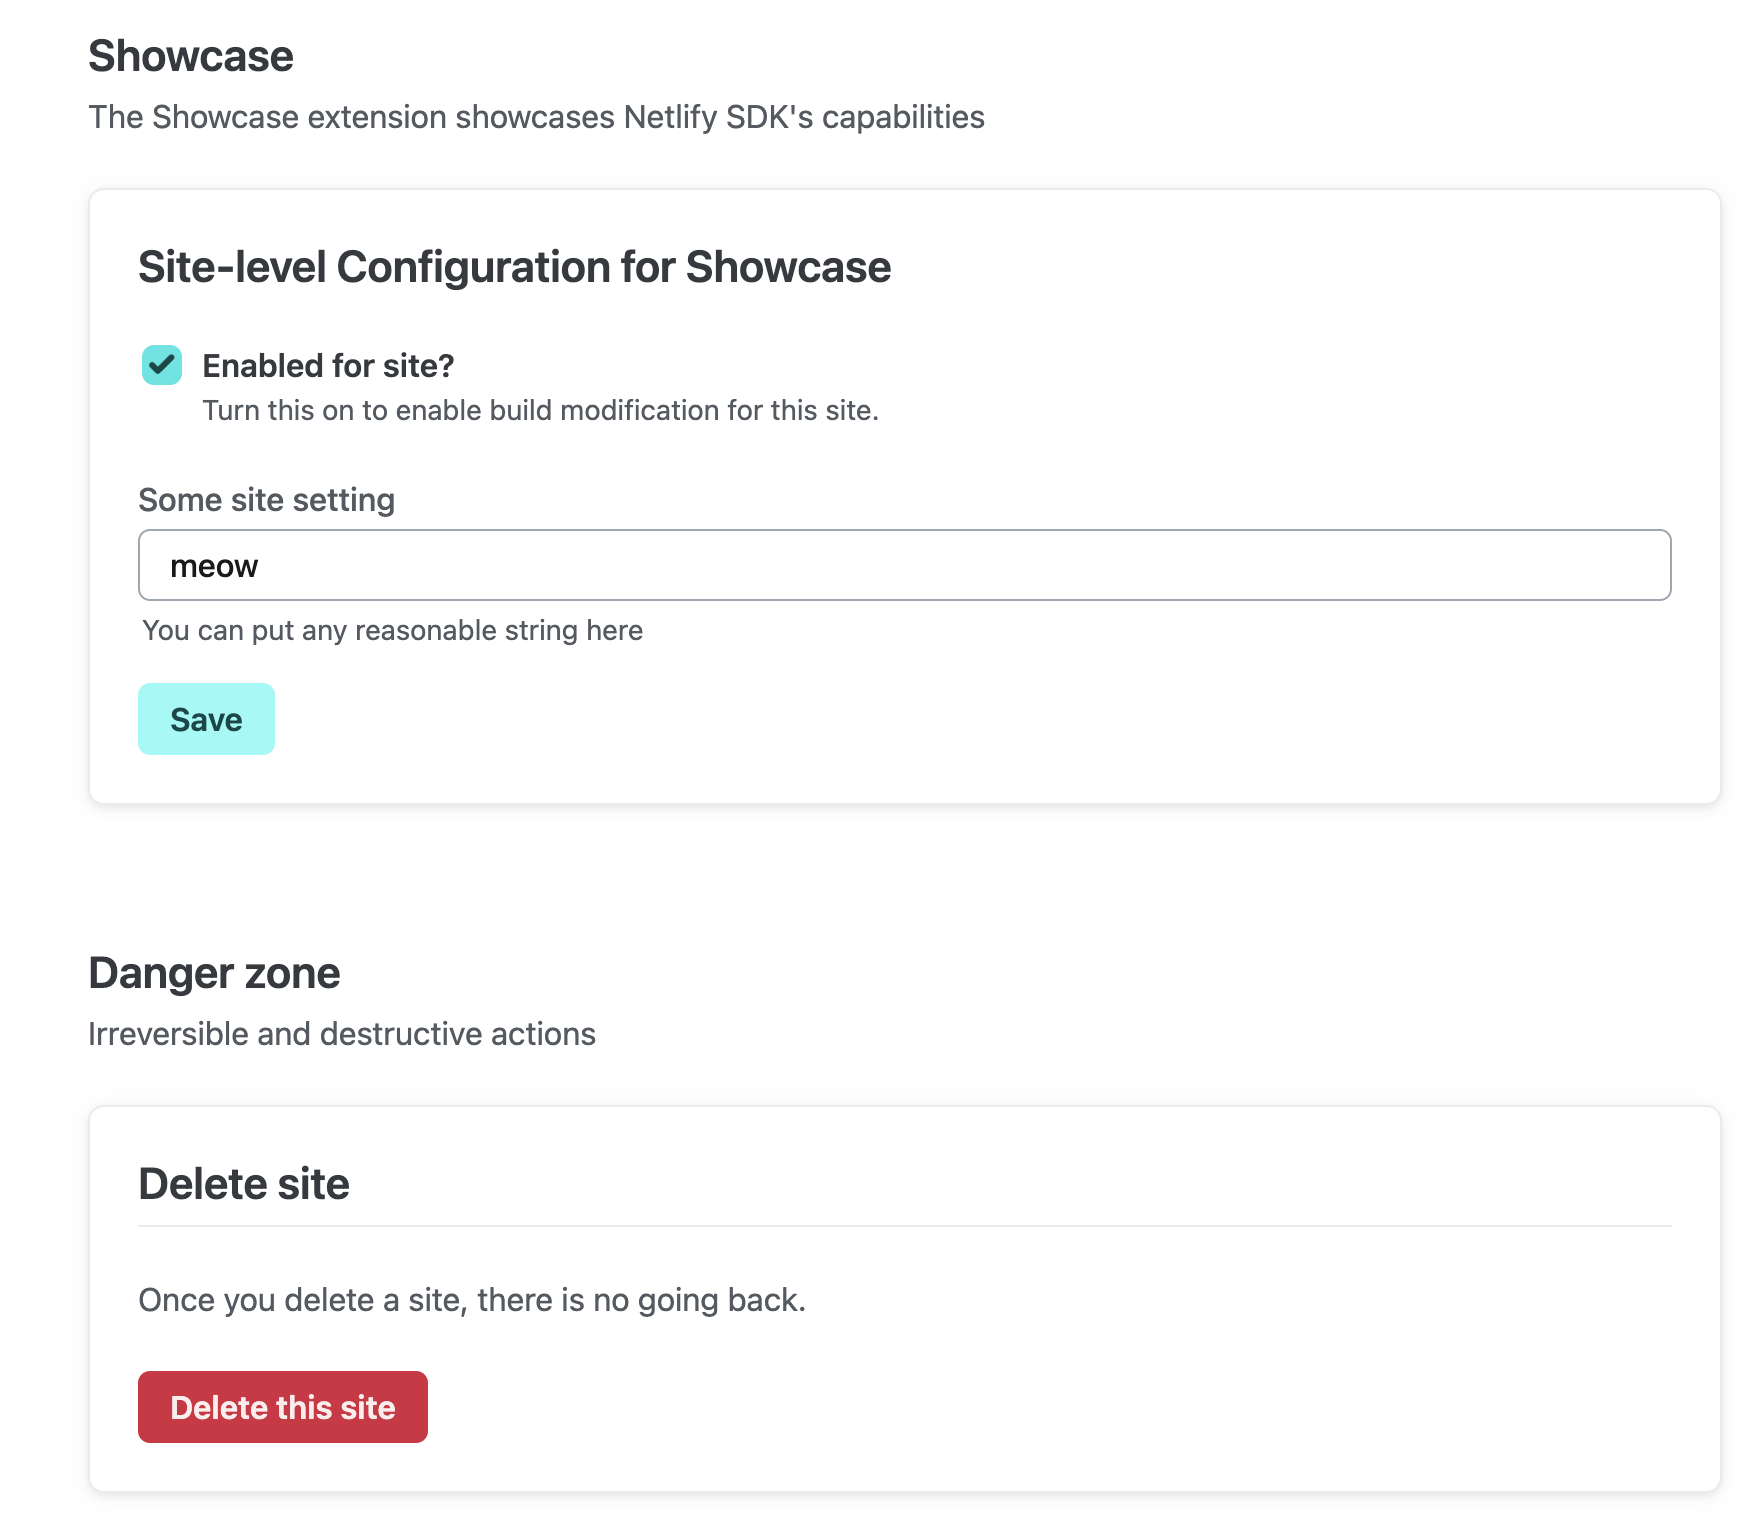 Showcase
The Showcase extension showcases Netlify SDK's capabilities
Site-level Configuration for Showcase
Enabled for site?
Turn this on to enable build modification for this site.
Some site setting
meow
You can put any reasonable string here
Save
Danger zone
Irreversible and destructive actions
Delete site
Once you delete a site, there is no going back.
Delete this site